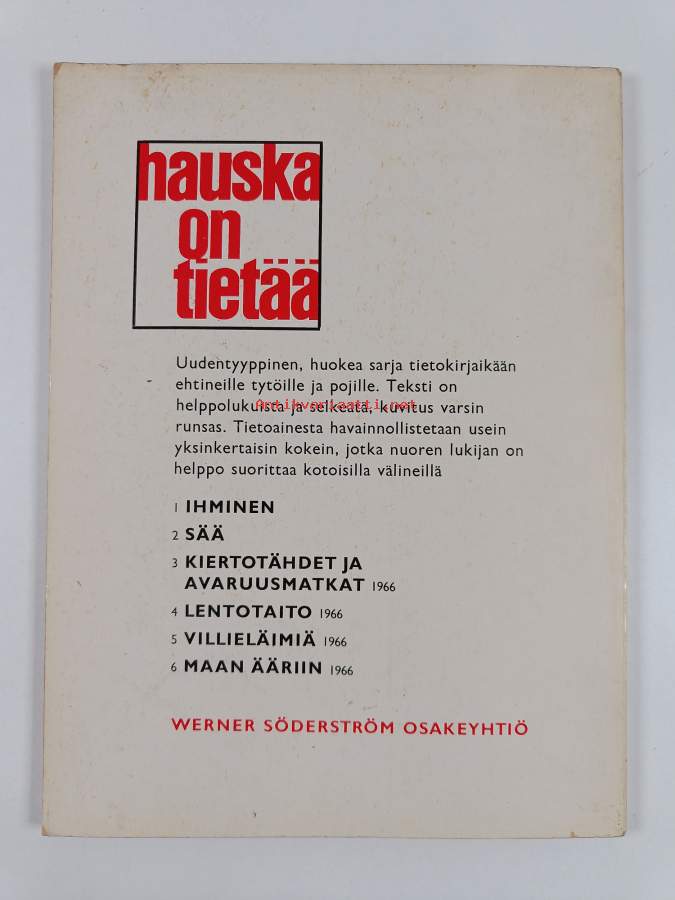 hauska
on
tietää
Uudentyyppinen, huokea sarja tietokirjaikään
ehtineille tytöille ja pojille. Teksti on
helppolukuista ja selkeätä, kuvitus varsin
Antikvariaatti.net
runsas. Tietoainesta havainnollistetaan usein
yksinkertaisin kokein, jotka nuoren lukijan on
helppo suorittaa kotoisilla välineillä
1 IHMINEN
2 SÄÄ
3 KIERTOTÄHDET JA
AVARUUSMATKAT 1966
4 LENTOTAITO 1966
5 VILLIELÄIMIÄ 1966
6 MAAN ÄÄRIIN 1966
WERNER SÖDERSTRÖM OSAKEYHTIÖ